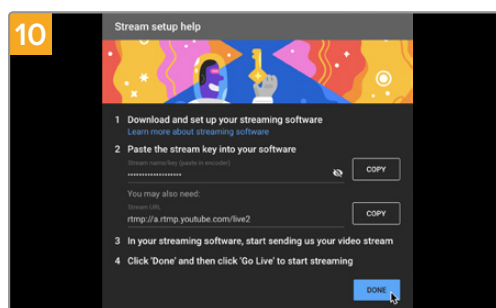 10
Stream setup help
1 Download and set up your streaming software
Learn more about streaming software
2 Paste the stream key into your software
Stream name/key (paste in encoder)
••••••••••••••••••• COPY
You may also need:
Stream URL
rtmp://a.rtmp.youtube.com/live2 COPY
3 In your streaming software, start sending us your video stream
4 Click 'Done' and then click 'Go Live' to start streaming
DONE